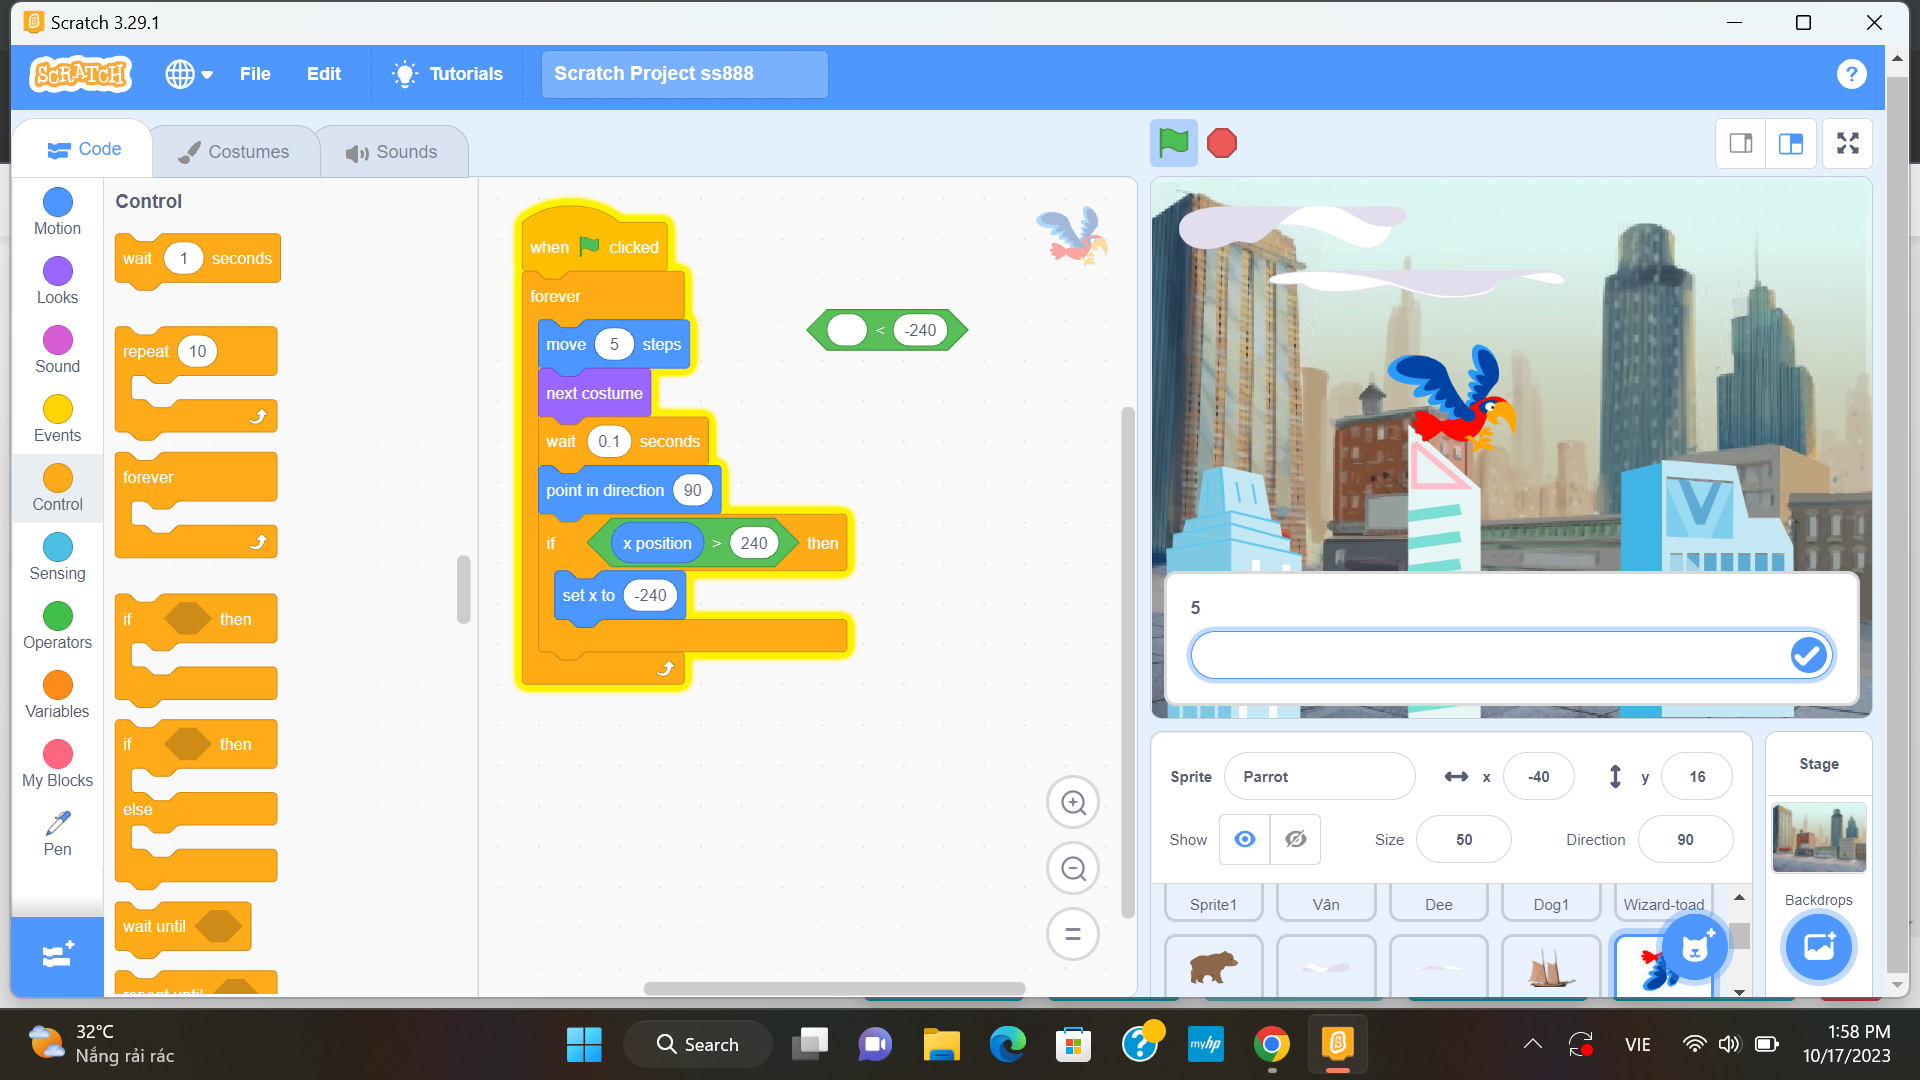 Scratch 3.29.1
SCRATCH
File
Edit
Tutorials
Scratch Project ss888
?
Code
Costumes
Sounds
Motion
Looks
Sound
Events
Control
Sensing
Operators
Variables
My Blocks
Pen
Control
wait 1 seconds
repeat 10
forever
if then
if then
else
wait until
repeat until
when clicked
forever
move 5 steps
next costume
wait 0.1 seconds
point in direction 90
if x position > 240 then
set x to -240
< -240
5
Sprite Parrot x -40 y 16
Show Size 50 Direction 90
Sprite1
Vân
Dee
Dog1
Wizard-toad
Stage
Backdrops
32°C
Nắng rải rác
Search
myhp
VIE
1:58 PM
10/17/2023